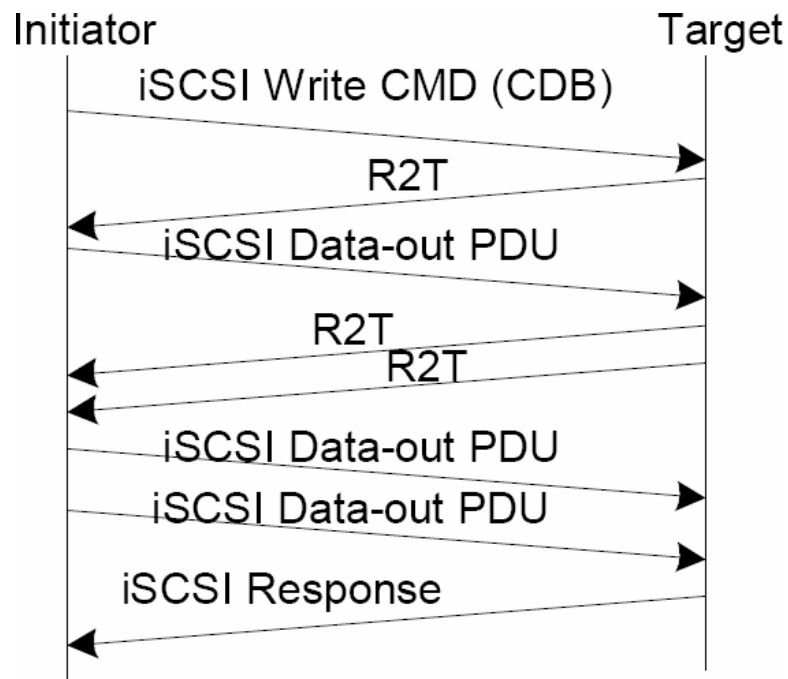 Initiator
Target
iSCSI Write CMD (CDB)
R2T
iSCSI Data-out PDU
R2T
R2T
iSCSI Data-out PDU
iSCSI Data-out PDU
iSCSI Response